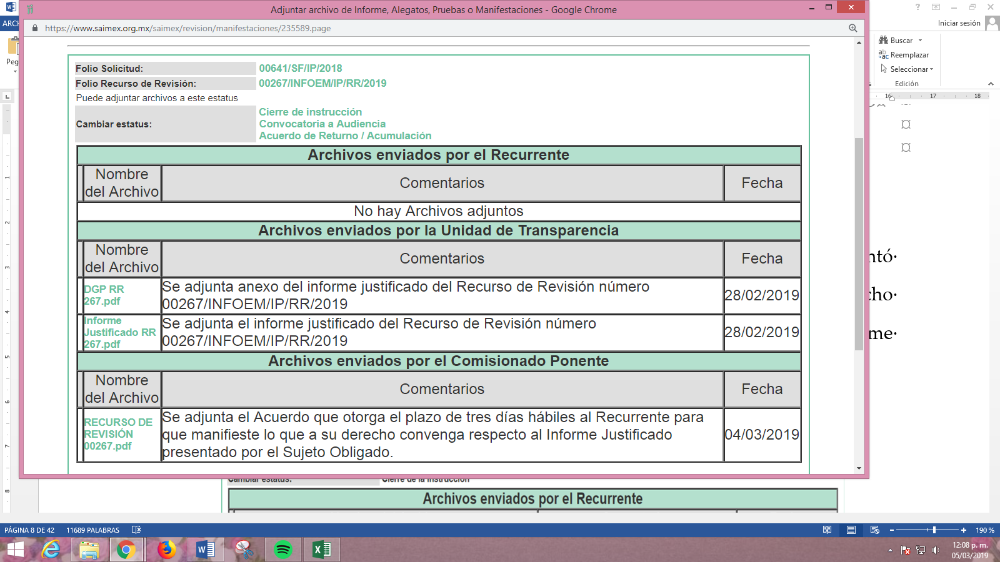 Adjuntar archivo de Informe, Alegatos, Pruebas o Manifestaciones - Google Chrome
https://www.saimex.org.mx/saimex/revision/manifestaciones/235589.page
ARCH
Iniciar sesión
Peg
Buscar
Reemplazar
Seleccionar
Edición
16 17 18
Folio Solicitud: 00641/SF/IP/2018
Folio Recurso de Revisión: 00267/INFOEM/IP/RR/2019
Puede adjuntar archivos a este estatus
Cambiar estatus:
Cierre de instrucción
Convocatoria a Audiencia
Acuerdo de Returno / Acumulación
Archivos enviados por el Recurrente
Nombre del Archivo
Comentarios
Fecha
No hay Archivos adjuntos
Archivos enviados por la Unidad de Transparencia
Nombre del Archivo
Comentarios
Fecha
DGP RR
267.pdf
Se adjunta anexo del informe justificado del Recurso de Revisión número
00267/INFOEM/IP/RR/2019
28/02/2019
Informe
Justificado RR
267.pdf
Se adjunta el informe justificado del Recurso de Revisión número
00267/INFOEM/IP/RR/2019
28/02/2019
Archivos enviados por el Comisionado Ponente
Nombre del Archivo
Comentarios
Fecha
RECURSO DE
REVISIÓN
00267.pdf
Se adjunta el Acuerdo que otorga el plazo de tres días hábiles al Recurrente para
que manifieste lo que a su derecho convenga respecto al Informe Justificado
presentado por el Sujeto Obligado.
04/03/2019
ntó·
cho·
me·
1
2
3
4
5
6
7
8
Cambiar estatus: Cierre de la instrucción
Archivos enviados por el Recurrente
PÁGINA 8 DE 42 11689 PALABRAS
190 %
12:08 p. m.
05/03/2019